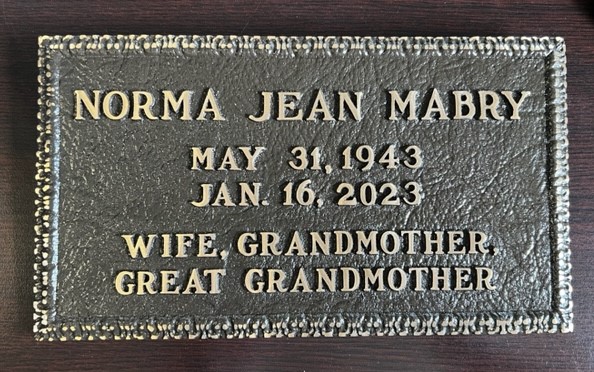 NORMA JEAN MABRY
MAY 31, 1943
JAN. 16, 2023
WIFE, GRANDMOTHER,
GREAT GRANDMOTHER